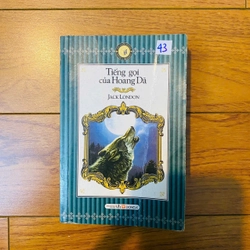 43
Tiếng gọi
của Hoang Dã
JACK LONDON